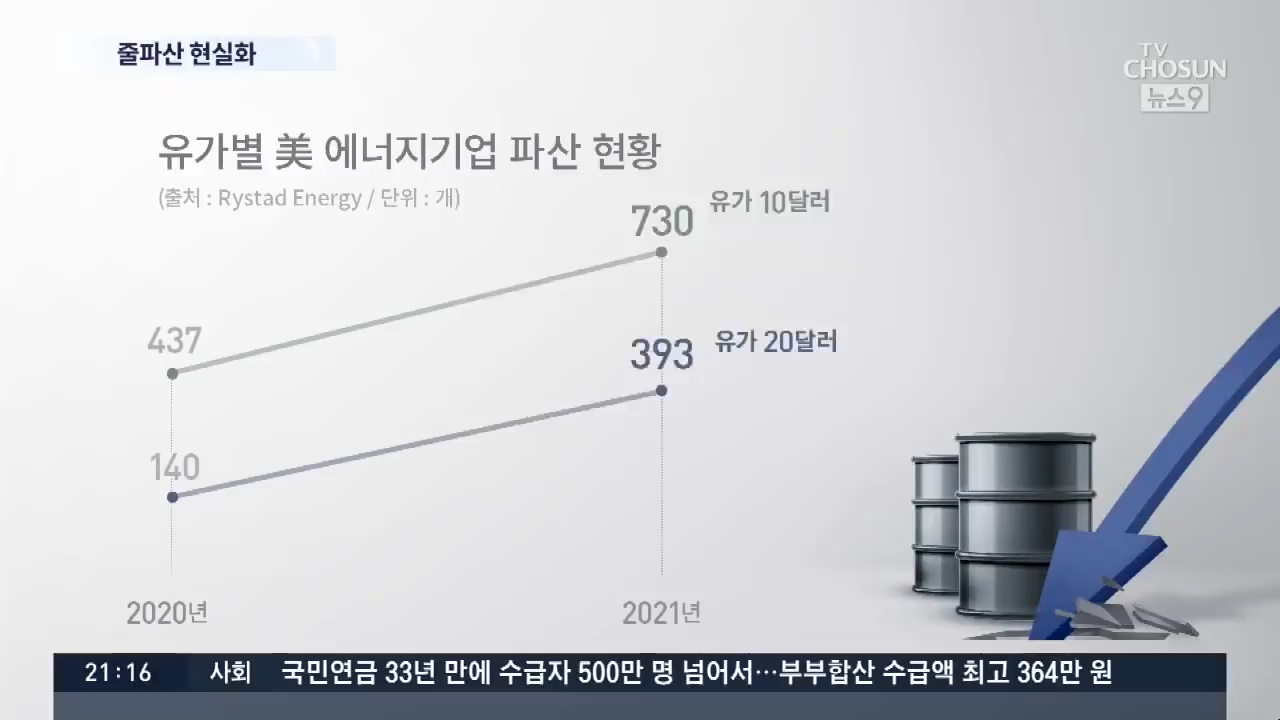 줄파산 현실화
TV
CHOSUN
뉴스9
유가별 美 에너지기업 파산 현황
(출처 : Rystad Energy / 단위 : 개)
730 유가 10달러
437
393 유가 20달러
140
2020년 2021년
21:16 사회 국민연금 33년 만에 수급자 500만 명 넘어서…부부합산 수급액 최고 364만 원